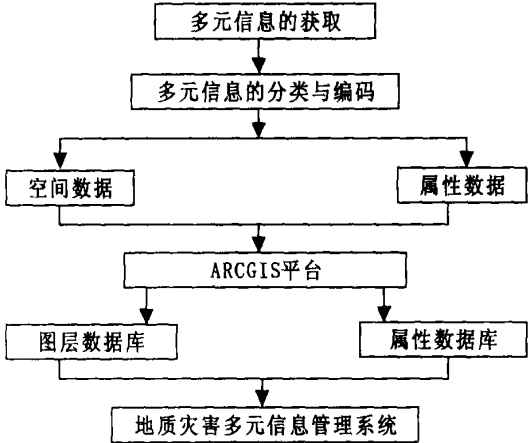 多元信息的获取
多元信息的分类与编码
空间数据
属性数据
ARCGIS平台
图层数据库
属性数据库
地质灾害多元信息管理系统